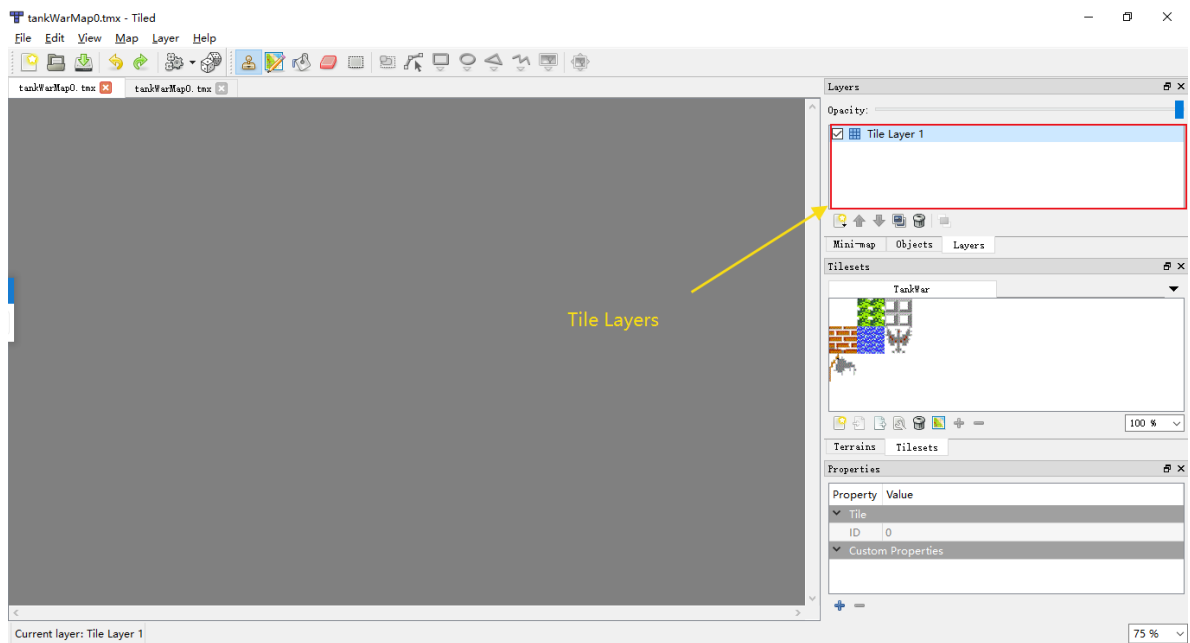 tankWarMap0.tmx - Tiled
File Edit View Map Layer Help
tankWarMap0.tmx tankWarMap0.tmx
Layers
Opacity:
Tile Layer 1
Mini-map Objects Layers
Tilesets
TankWar
Tile Layers
100 %
Terrains Tilesets
Properties
Property Value
Tile
ID 0
Custom Properties
Current layer: Tile Layer 1
75 %